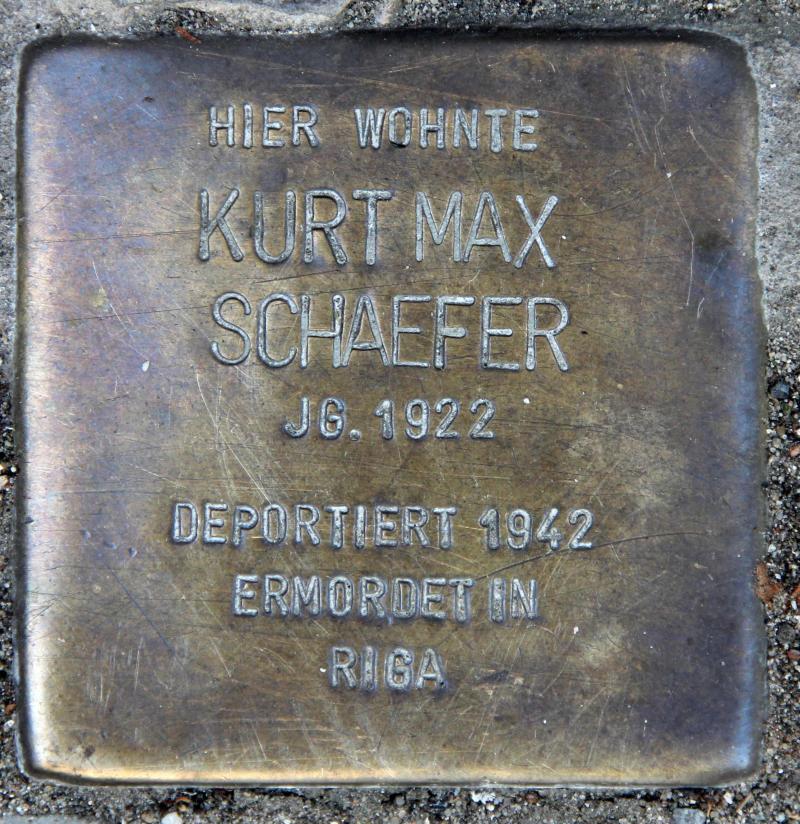 HIER WOHNTE
KURT MAX
SCHAEFER
JG. 1922
DEPORTIERT 1942
ERMORDET IN
RIGA